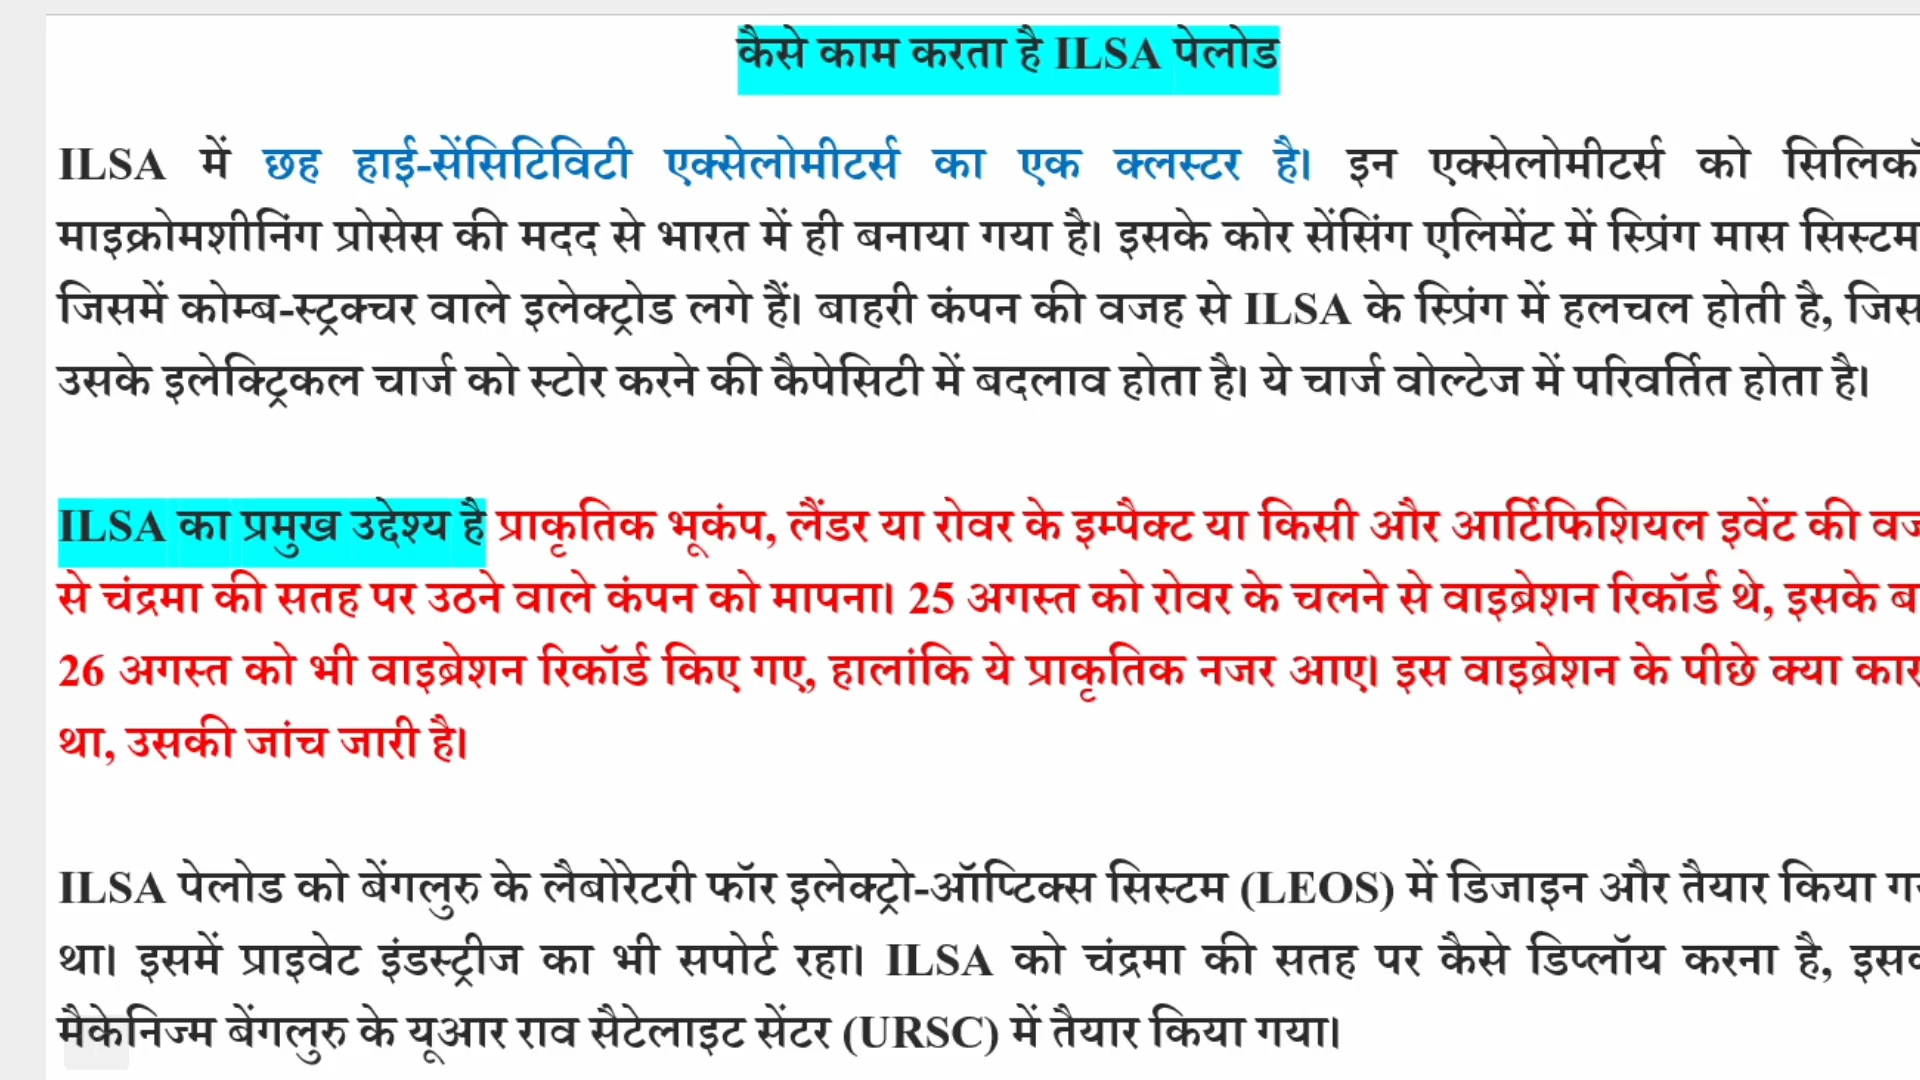 कैसे काम करता है ILSA पेलोड
ILSA में छह हाई-सेंसिटिविटी एक्सेलोमीटर्स का एक क्लस्टर है। इन एक्सेलोमीटर्स को
माइक्रोमशीनिंग प्रोसेस की मदद से भारत में ही बनाया गया है। इसके कोर सेंसिंग एलिमेंट में स्प्रिंग मास सिस्टम
जिसमें कोम्ब-स्ट्रक्चर वाले इलेक्ट्रोड लगे हैं। बाहरी कंपन की वजह से ILSA के स्प्रिंग में हलचल होती है,
उसके इलेक्ट्रिकल चार्ज को स्टोर करने की कैपेसिटी में बदलाव होता है। ये चार्ज वोल्टेज में परिवर्तित होता है।
ILSA का प्रमुख उद्देश्य है प्राकृतिक भूकंप, लैंडर या रोवर के इम्पैक्ट या किसी और आर्टिफिशियल इवेंट की
से चंद्रमा की सतह पर उठने वाले कंपन को मापना। 25 अगस्त को रोवर के चलने से वाइब्रेशन रिकॉर्ड थे, इसके
26 अगस्त को भी वाइब्रेशन रिकॉर्ड किए गए, हालांकि ये प्राकृतिक नजर आए। इस वाइब्रेशन के पीछे क्या
था, उसकी जांच जारी है।
ILSA पेलोड को बेंगलुरु के लैबोरेटरी फॉर इलेक्ट्रो-ऑप्टिक्स सिस्टम (LEOS) में डिजाइन और तैयार किया
था। इसमें प्राइवेट इंडस्ट्रीज का भी सपोर्ट रहा। ILSA को चंद्रमा की सतह पर कैसे डिप्लॉय करना है,
मैकेनिज्म बेंगलुरु के यूआर राव सैटेलाइट सेंटर (URSC) में तैयार किया गया।